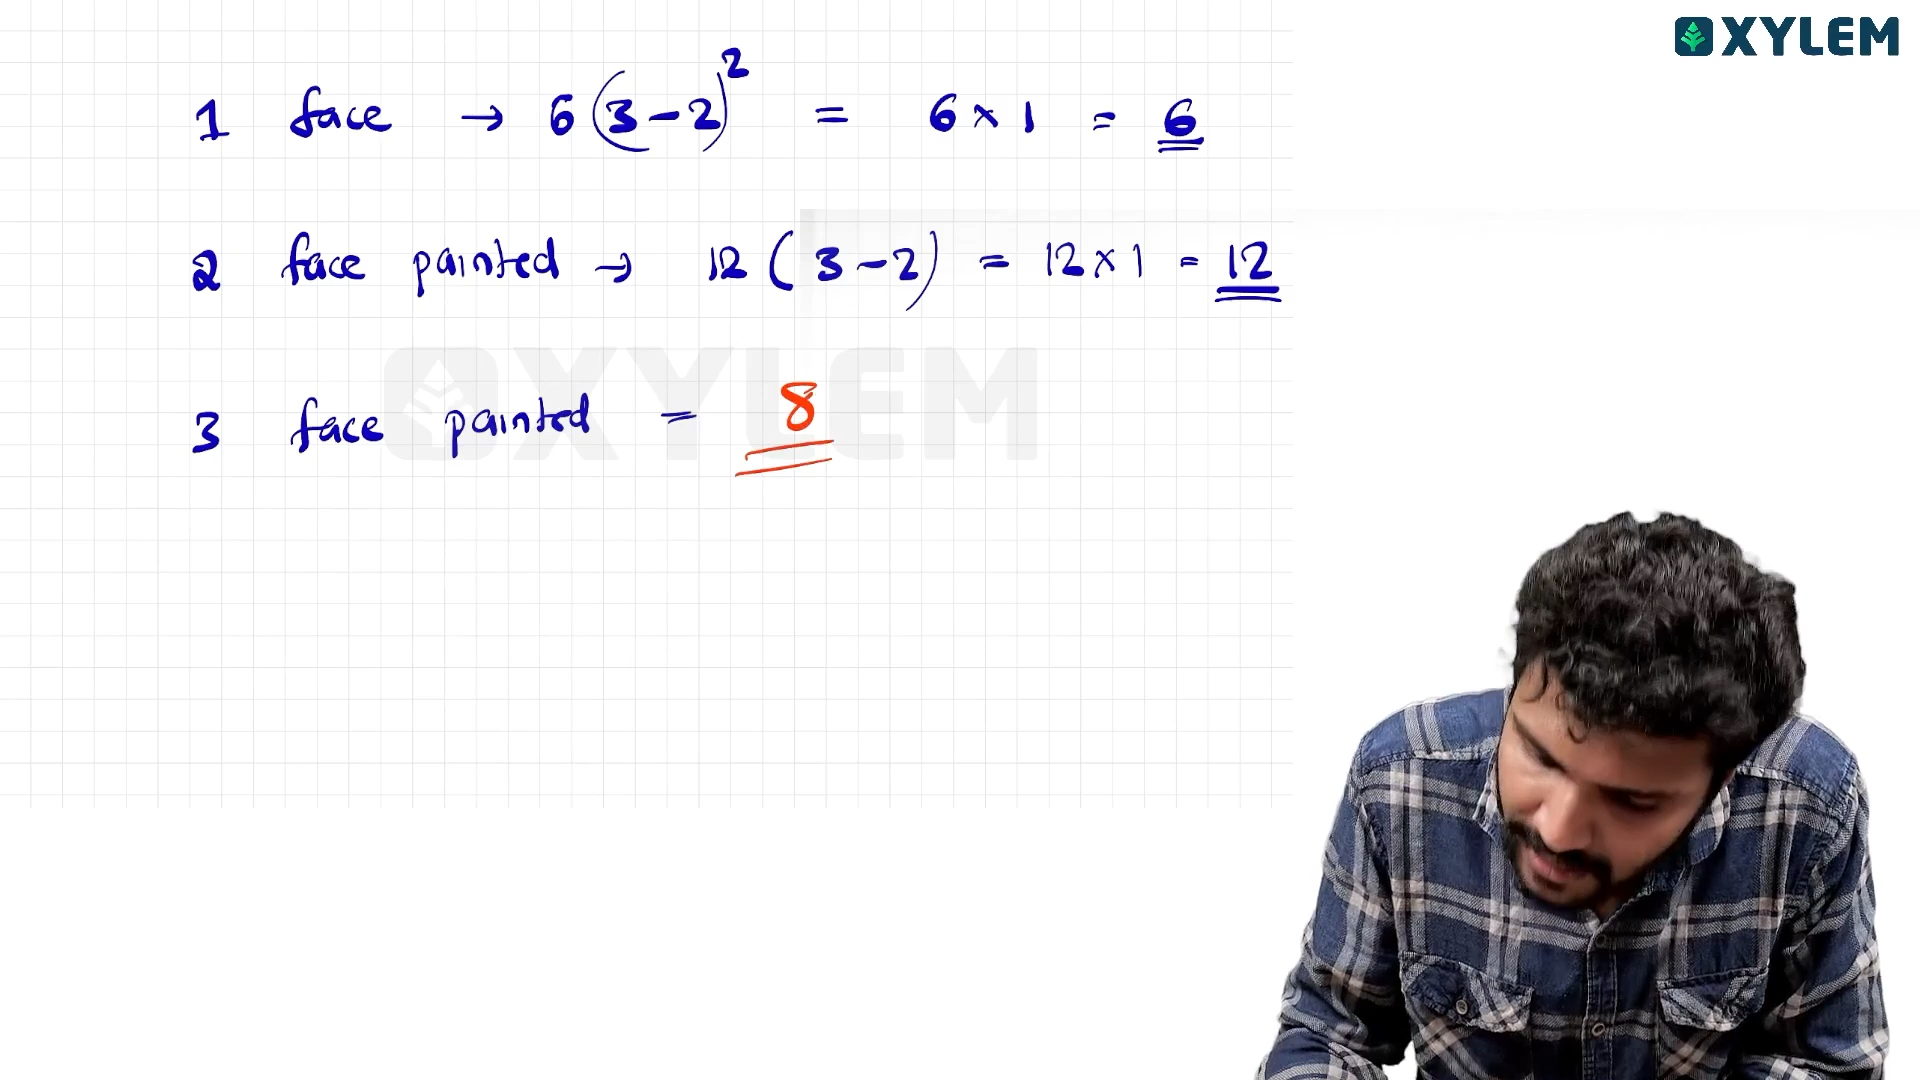 XYLEM
1 face → 6(3-2)² = 6 × 1 = 6
2 face painted → 12 (3-2) = 12 × 1 = 12
XYLEM
3 face painted = 8